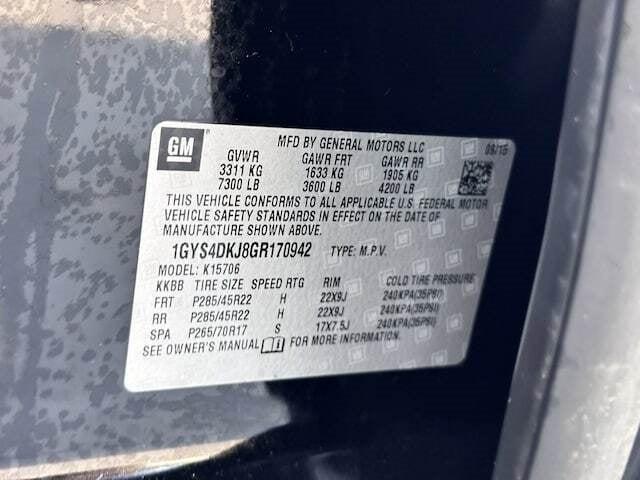 GM
MFD BY GENERAL MOTORS LLC 09/15
GVWR GAWR FRT GAWR RR
3311 KG 1633 KG 1905 KG
7300 LB 3600 LB 4200 LB
THIS VEHICLE CONFORMS TO ALL APPLICABLE U.S. FEDERAL MOTOR
VEHICLE SAFETY STANDARDS IN EFFECT ON THE DATE OF
MANUFACTURE SHOWN ABOVE.
1GYS4DKJ8GR170942 TYPE: M.P.V.
MODEL: K15706
KKBB TIRE SIZE SPEED RTG RIM COLD TIRE PRESSURE
FRT P285/45R22 H 22X9J 240KPA(35PSI)
RR P285/45R22 H 22X9J 240KPA(35PSI)
SPA P265/70R17 S 17X7.5J 240KPA(35PSI)
SEE OWNER'S MANUAL FOR MORE INFORMATION.